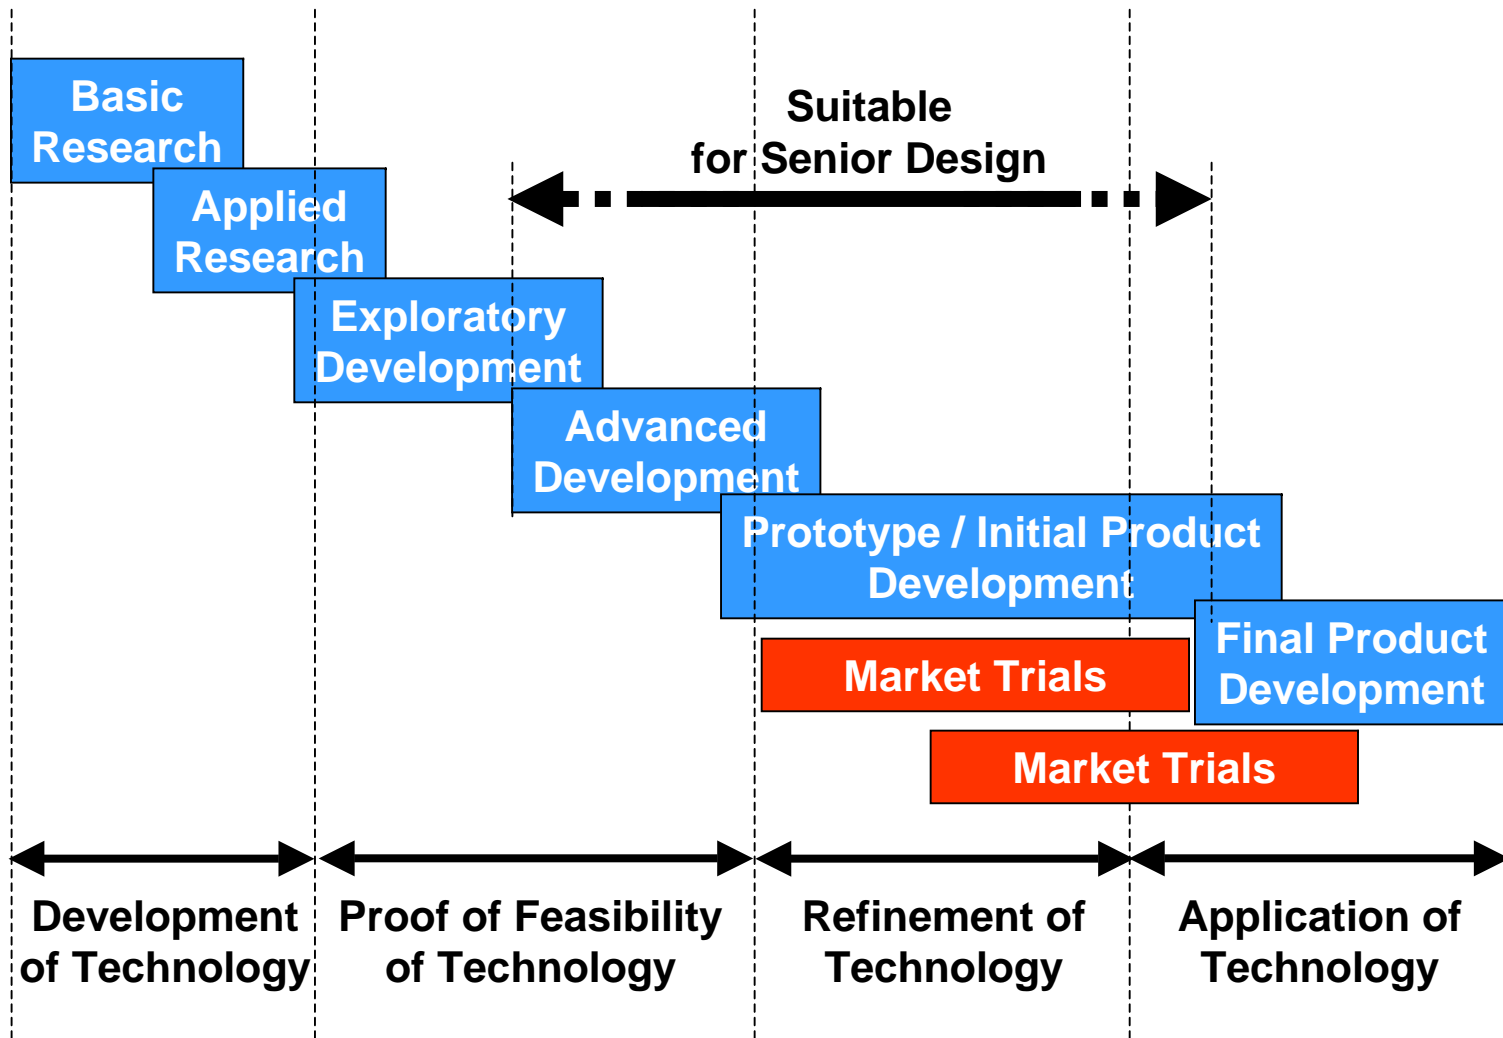 Basic
Research
Suitable
for Senior Design
Applied
Research
Exploratory
Development
Advanced
Development
Prototype / Initial Product
Development
Final Product
Development
Market Trials
Market Trials
Development
of Technology
Proof of Feasibility
of Technology
Refinement of
Technology
Application of
Technology